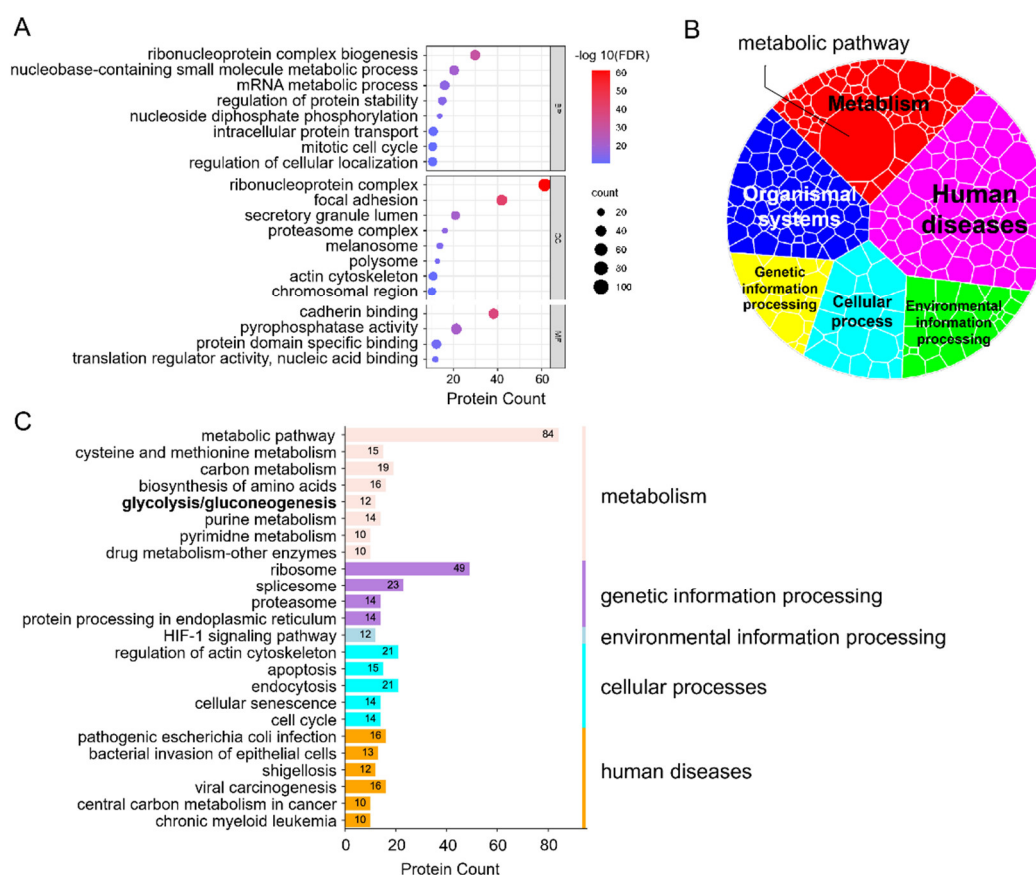 A
ribonucleoprotein complex biogenesis
nucleobase-containing small molecule metabolic process
mRNA metabolic process
regulation of protein stability
nucleoside diphosphate phosphorylation
intracellular protein transport
mitotic cell cycle
regulation of cellular localization
BP
ribonucleoprotein complex
focal adhesion
secretory granule lumen
proteasome complex
melanosome
polysome
actin cytoskeleton
chromosomal region
CC
cadherin binding
pyrophosphatase activity
protein domain specific binding
translation regulator activity, nucleic acid binding
MF
20 40 60
Protein Count
-log 10(FDR)
60
50
40
30
20
10
count
20
40
60
80
100
B
metabolic pathway
Metablism
Human
diseases
Organismal
systems
Genetic
information
processing
Cellular
process
Environmental
information
processing
C
metabolic pathway 84
cysteine and methionine metabolism 15
carbon metabolism 19
biosynthesis of amino acids 16
glycolysis/gluconeogenesis 12
purine metabolism 14
pyrimidne metabolism 10
drug metabolism-other enzymes 10
ribosome 49
splicesome 23
proteasome 14
protein processing in endoplasmic reticulum 14
HIF-1 signaling pathway 12
regulation of actin cytoskeleton 21
apoptosis 15
endocytosis 21
cellular senescence 14
cell cycle 14
pathogenic escherichia coli infection 16
bacterial invasion of epithelial cells 13
shigellosis 12
viral carcinogenesis 16
central carbon metabolism in cancer 10
chronic myeloid leukemia 10
0 20 40 60 80
Protein Count
metabolism
genetic information processing
environmental information processing
cellular processes
human diseases